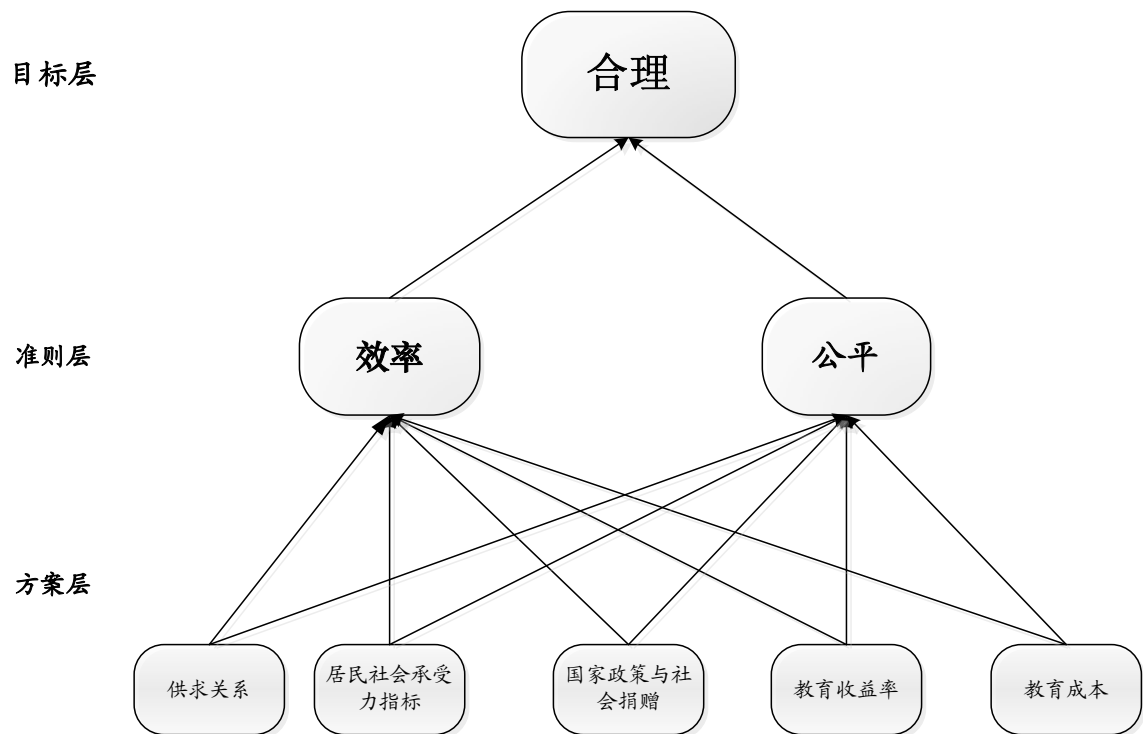 目标层
合理
准则层
效率
公平
方案层
供求关系
居民社会承受
力指标
国家政策与社
会捐赠
教育收益率
教育成本